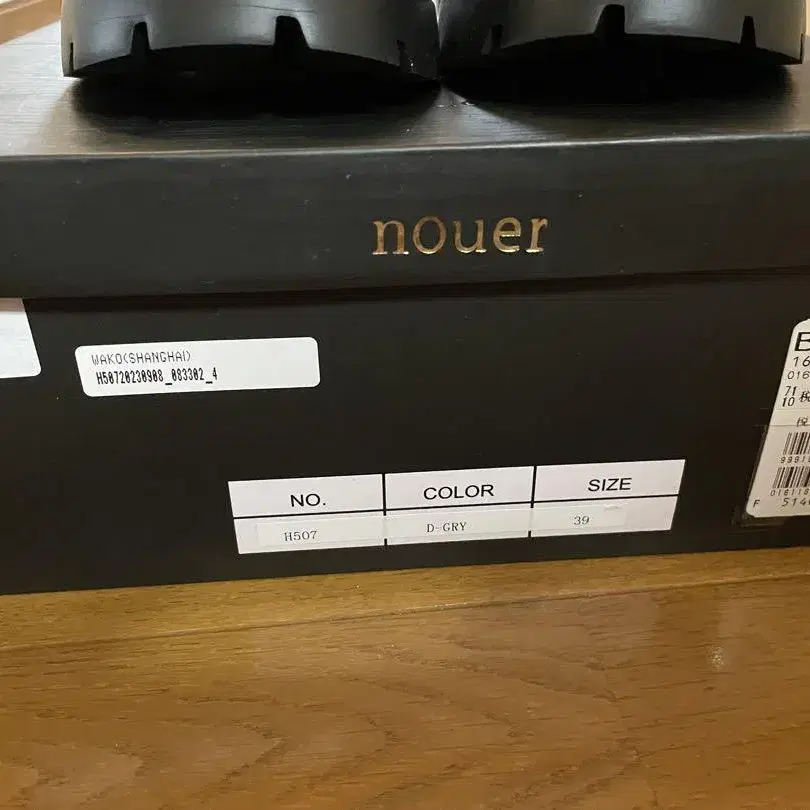 nouer
WAKO(SHANGHAI)
H50720230908_083302_4
NO. COLOR SIZE
H507 D-GRY 39